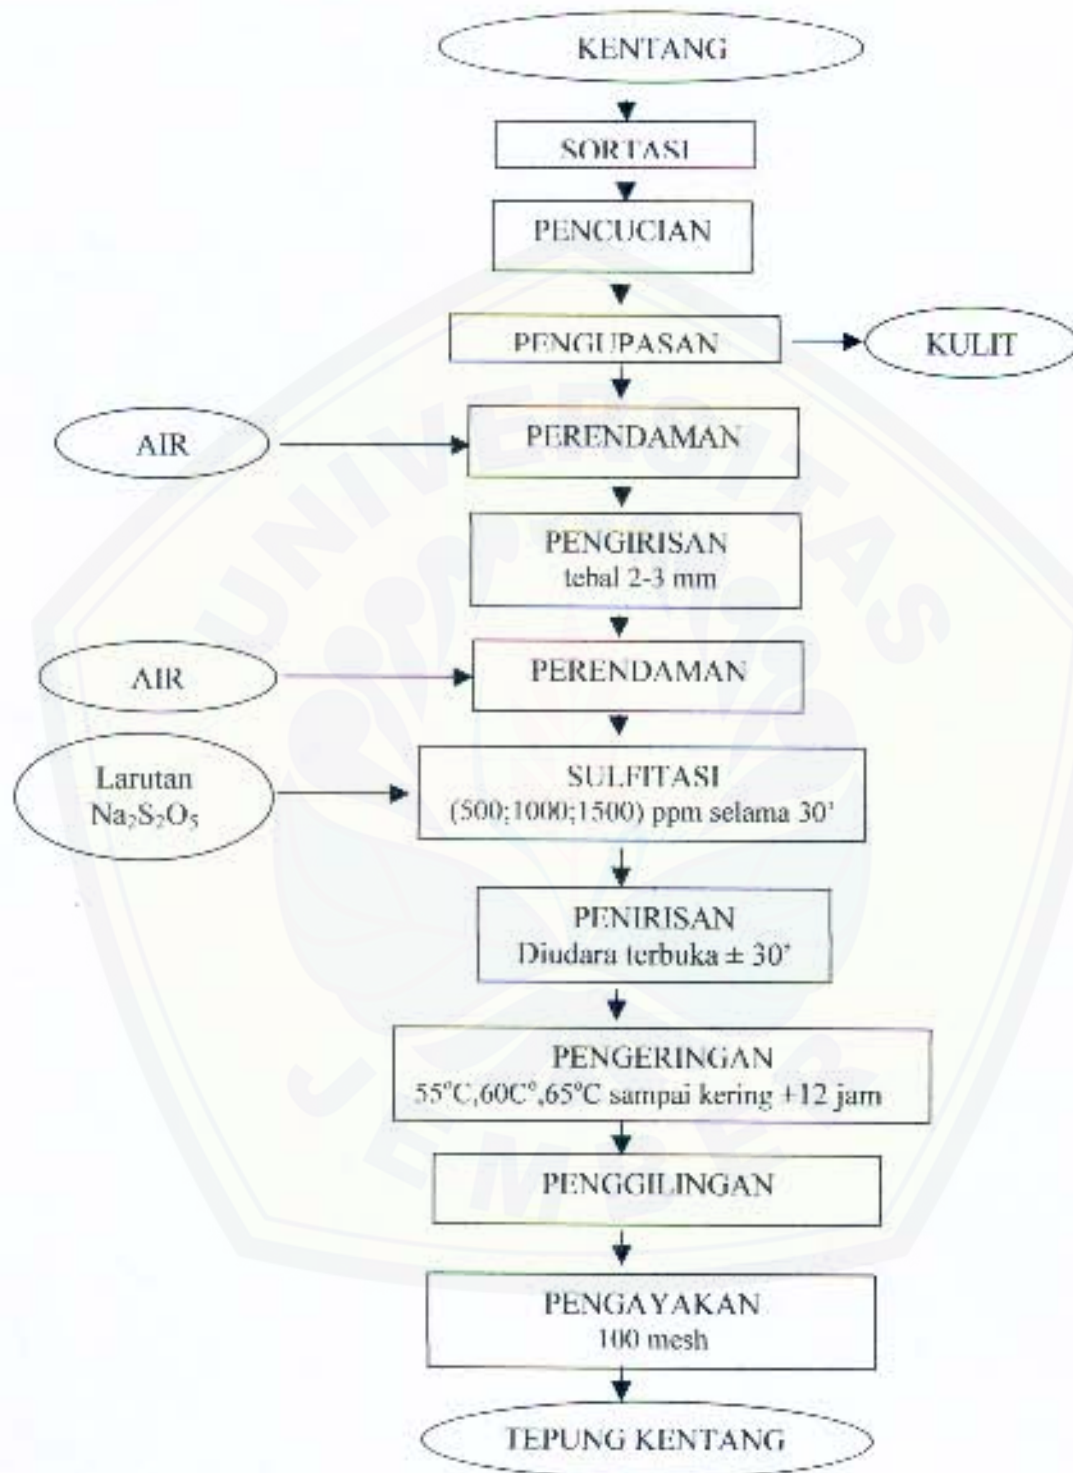 KENTANG
SORTASI
PENCUCIAN
PENGUPASAN
KULIT
AIR
PERENDAMAN
PENGIRISAN
tebal 2-3 mm
AIR
PERENDAMAN
Larutan
Na₂S₂O₅
SULFITASI
(500;1000;1500) ppm selama 30’
PENIRISAN
Diudara terbuka ± 30’
PENGERINGAN
55°C,60C°,65°C sampai kering ±12 jam
PENGGILINGAN
PENGAYAKAN
100 mesh
TEPUNG KENTANG
UNIVERSITAS
JEMBER